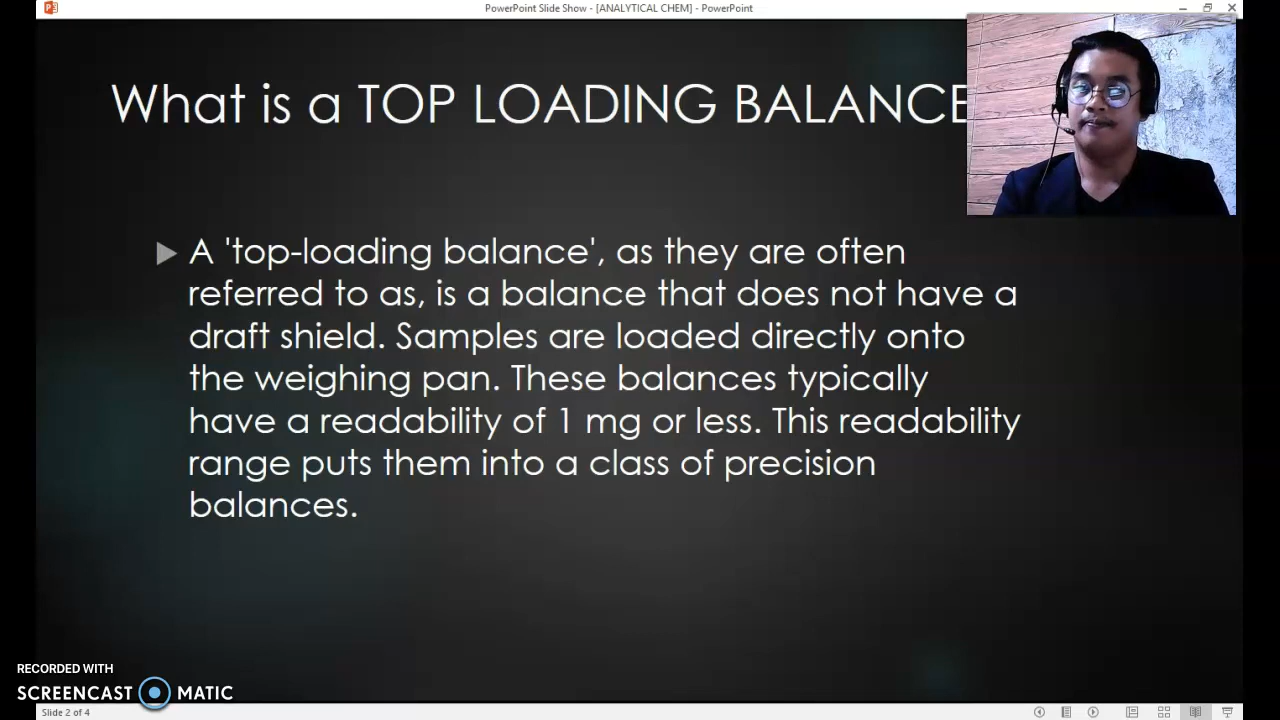 PowerPoint Slide Show - [ANALYTICAL CHEM] - PowerPoint
What is a TOP LOADING BALANCE
A 'top-loading balance', as they are often
referred to as, is a balance that does not have a
draft shield. Samples are loaded directly onto
the weighing pan. These balances typically
have a readability of 1 mg or less. This readability
range puts them into a class of precision
balances.
RECORDED WITH
SCREENCAST MATIC
Slide 2 of 4